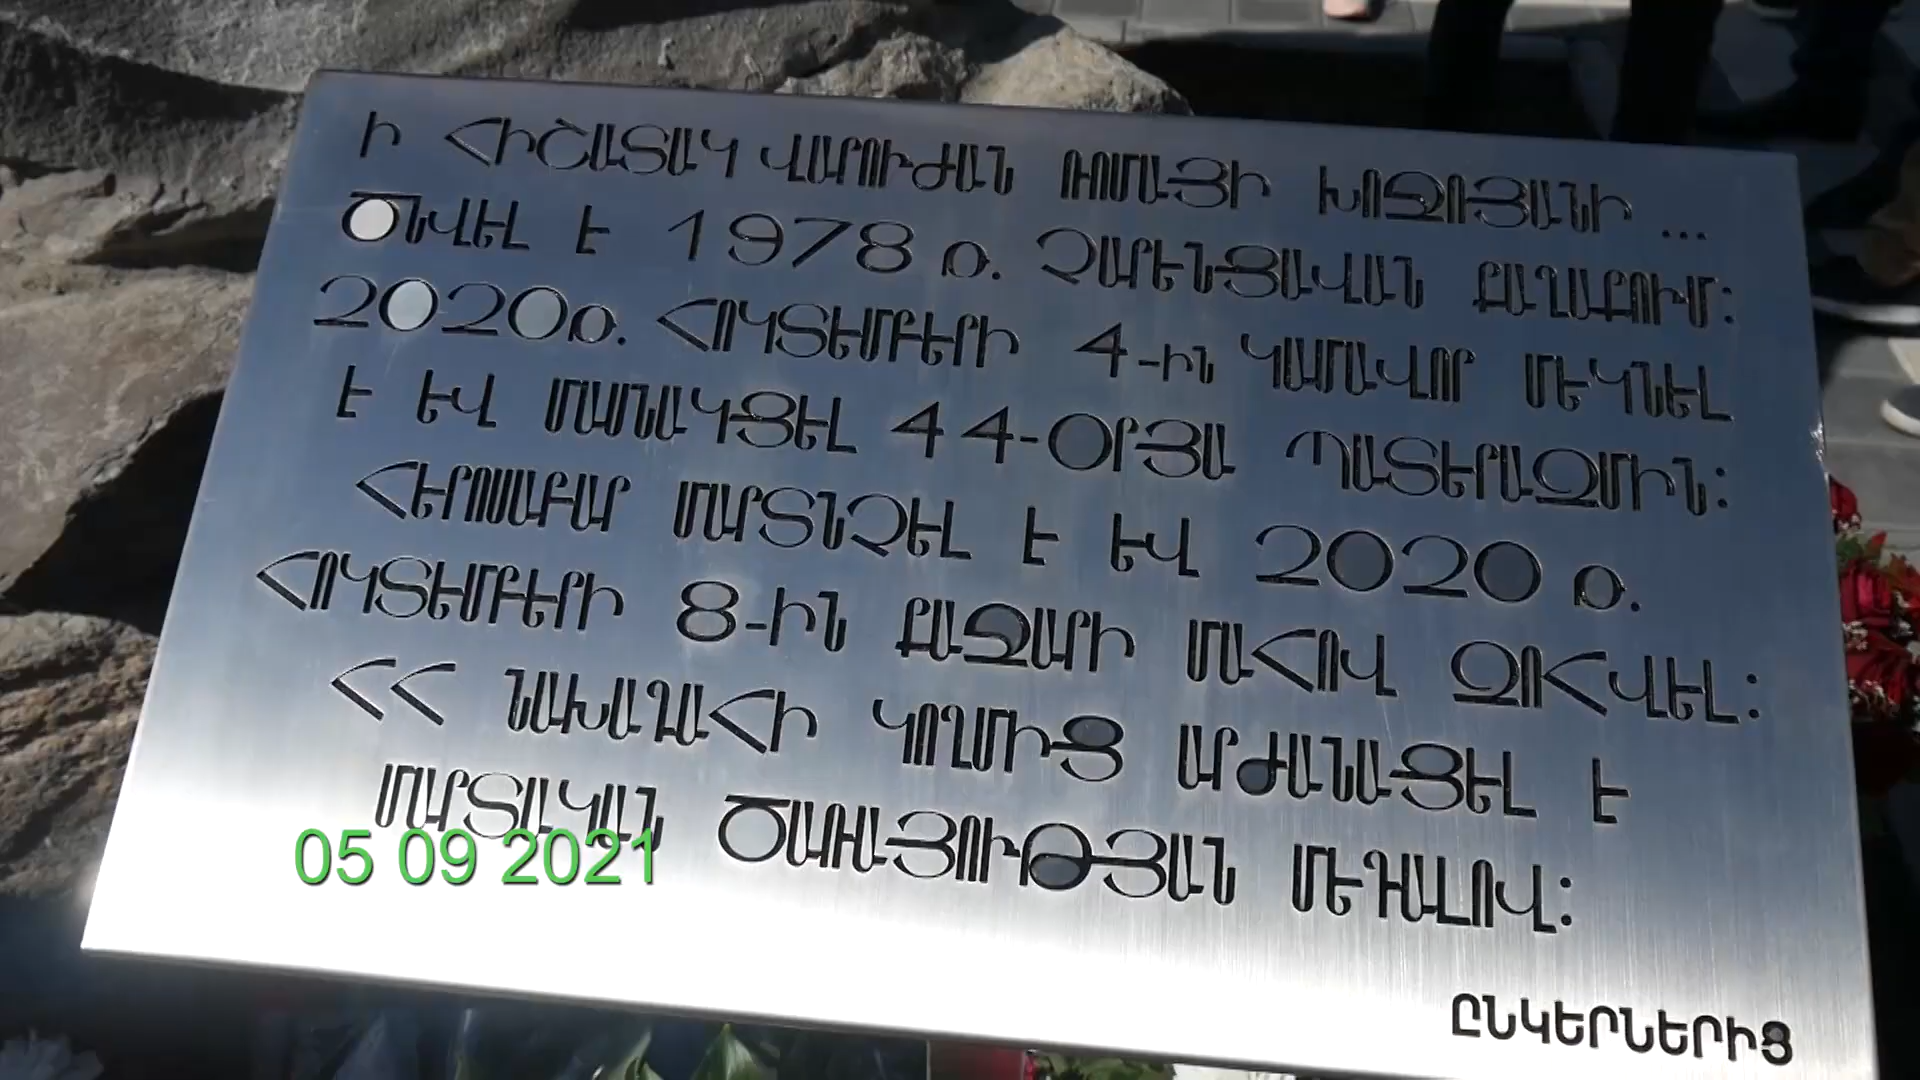 Ի ՀԻՇԱՏԱԿ ՎԱՐՈՒԺԱՆ ՌՈՄԱՅԻ ԽՈՋՈՅԱՆԻ ...
ԾՆՎԵԼ Է 1978 թ. ՉԱՐԵՆՑԱՎԱՆ ՔԱՂԱՔՈՒՄ:
2020թ. ՀՈԿՏԵՄԲԵՐԻ 4-ԻՆ ԿԱՄԱՎՈՐ ՄԵԿՆԵԼ
Է ԵՎ ՄԱՍՆԱԿՑԵԼ 44-ՕՐՅԱ ՊԱՏԵՐԱԶՄԻՆ:
ՀԵՐՈՍԱԲԱՐ ՄԱՐՏՆՉԵԼ Է ԵՎ 2020 թ.
ՀՈԿՏԵՄԲԵՐԻ 8-ԻՆ ՔԱՋԱՐԻ ՄԱՀՈՎ ԶՈՀՎԵԼ:
ՀՀ ՆԱԽԱԳԱՀԻ ԿՈՂՄԻՑ ԱՐԺԱՆԱՑԵԼ Է
ՄԱՐՏԱԿԱՆ ԾԱՌԱՅՈՒԹՅԱՆ ՄԵԴԱԼՈՎ:
05 09 2021
ԸՆԿԵՐՆԵՐԻՑ